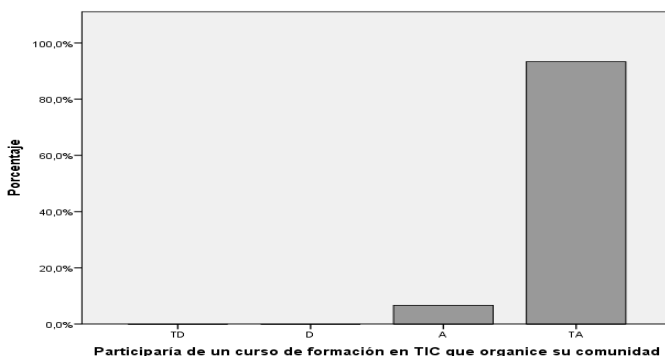 100,0%
80,0%
60,0%
40,0%
20,0%
0,0%
Porcentaje
TD D A TA
Participaría de un curso de formación en TIC que organice su comunidad